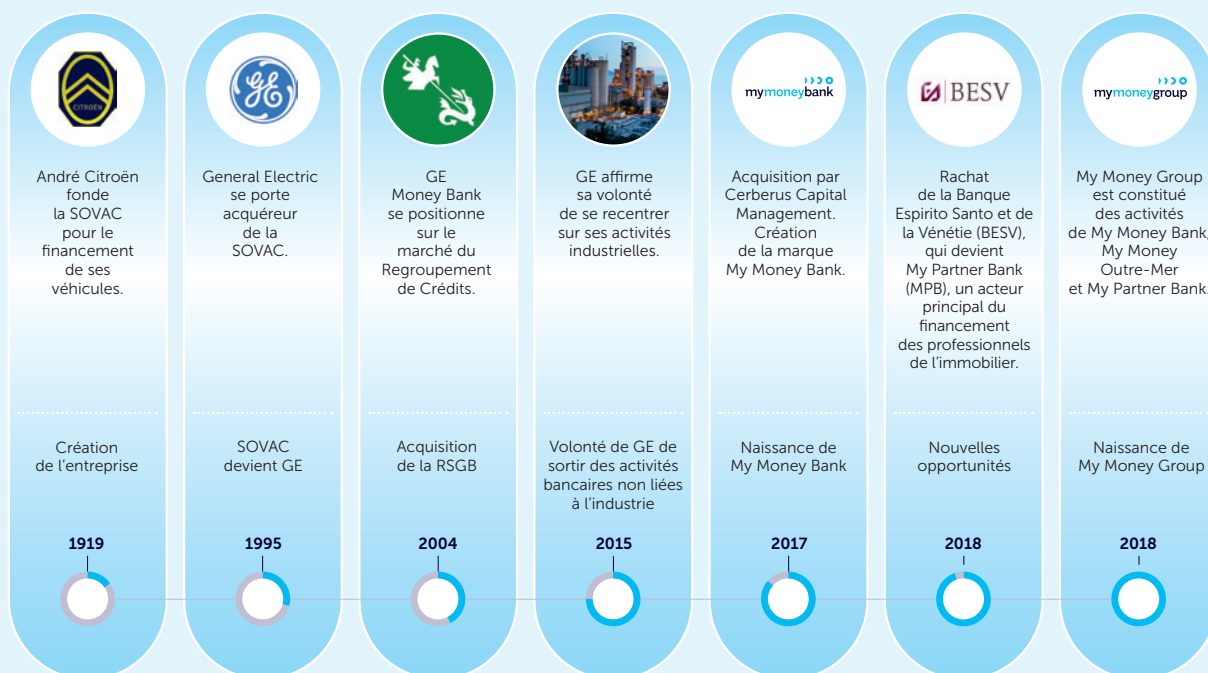 CITROËN
André Citroën
fonde
la SOVAC
pour le
financement
de ses
véhicules.
Création
de l’entreprise
1919
GE
General Electric
se porte
acquéreur
de la
SOVAC.
SOVAC
devient GE
1995
GE
Money Bank
se positionne
sur le
marché du
Regroupement
de Crédits.
Acquisition
de la RSGB
2004
GE affirme
sa volonté
de se recentrer
sur ses activités
industrielles.
Volonté de GE de
sortir des activités
bancaires non liées
à l’industrie
2015
mymoneybank
Acquisition par
Cerberus Capital
Management.
Création
de la marque
My Money Bank.
Naissance de
My Money Bank
2017
BESV
Rachat
de la Banque
Espirito Santo et de
la Vénétie (BESV),
qui devient
My Partner Bank
(MPB), un acteur
principal du
financement
des professionnels
de l’immobilier.
Nouvelles
opportunités
2018
mymoneygroup
My Money Group
est constitué
des activités
de My Money Bank,
My Money
Outre-Mer
et My Partner Bank.
Naissance de
My Money Group
2018